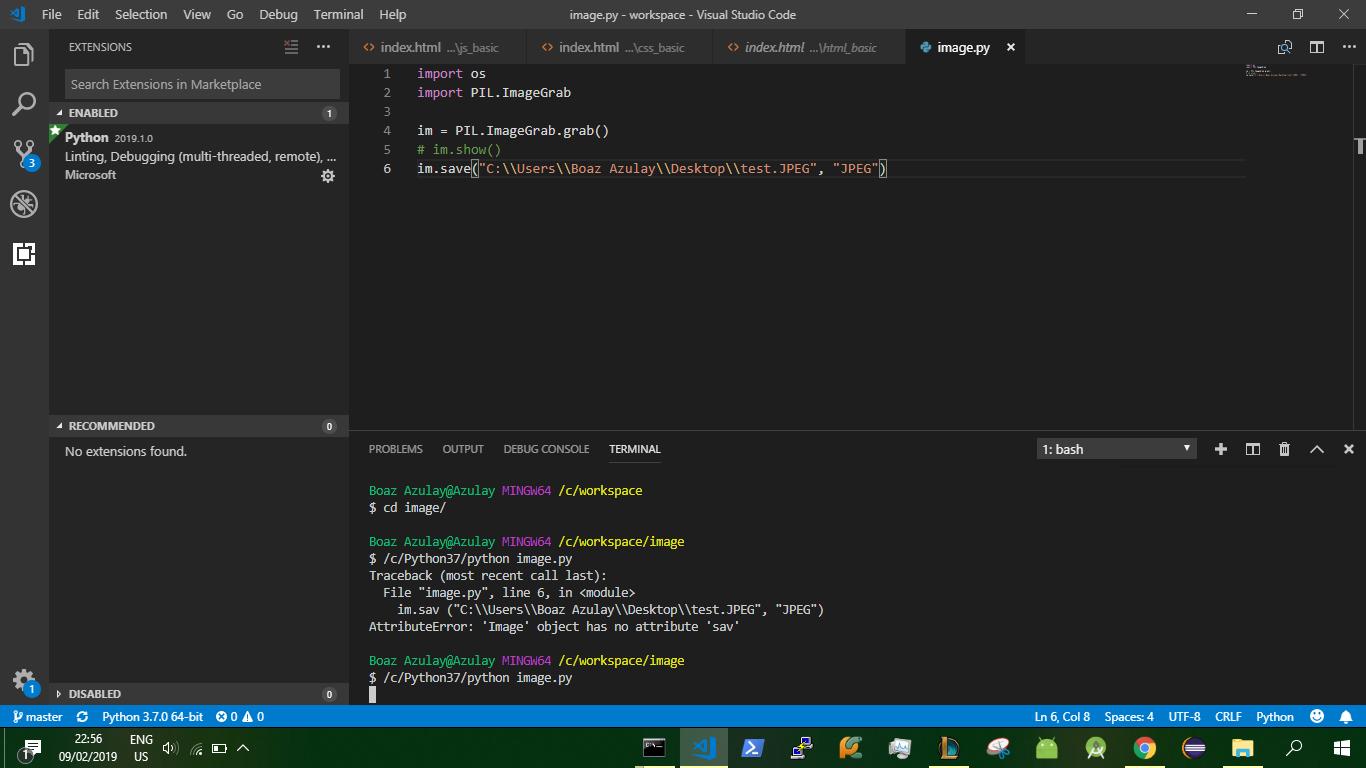 File Edit Selection View Go Debug Terminal Help
image.py - workspace - Visual Studio Code
EXTENSIONS
Search Extensions in Marketplace
ENABLED 1
Python 2019.1.0
Linting, Debugging (multi-threaded, remote), ...
Microsoft
3
RECOMMENDED 0
No extensions found.
DISABLED 0
1
index.html ...\js_basic
index.html ...\css_basic
index.html ...\html_basic
image.py
1 import os
2 import PIL.ImageGrab
3
4 im = PIL.ImageGrab.grab()
5 # im.show()
6 im.save("C:\\Users\\Boaz Azulay\\Desktop\\test.JPEG", "JPEG")
PROBLEMS OUTPUT DEBUG CONSOLE TERMINAL
1: bash
Boaz Azulay@Azulay MINGW64 /c/workspace
$ cd image/
Boaz Azulay@Azulay MINGW64 /c/workspace/image
$ /c/Python37/python image.py
Traceback (most recent call last):
File "image.py", line 6, in <module>
im.sav ("C:\\Users\\Boaz Azulay\\Desktop\\test.JPEG", "JPEG")
AttributeError: 'Image' object has no attribute 'sav'
Boaz Azulay@Azulay MINGW64 /c/workspace/image
$ /c/Python37/python image.py
master Python 3.7.0 64-bit 0 0
Ln 6, Col 8 Spaces: 4 UTF-8 CRLF Python
1
22:56
09/02/2019
ENG
US